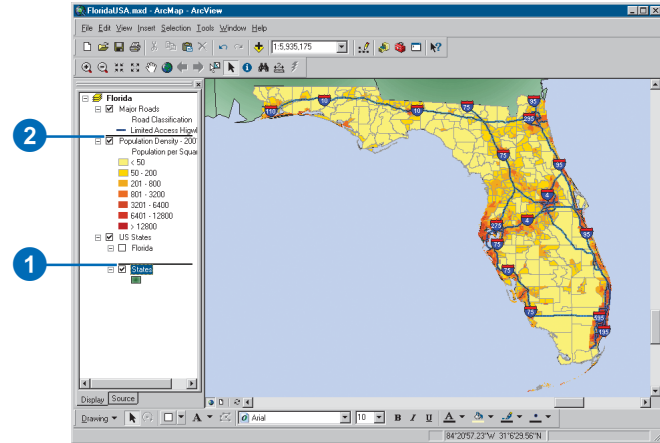 FloridaUSA.mxd - ArcMap - ArcView
File Edit View Insert Selection Tools Window Help
1:5,935,175
Florida
Major Roads
Road Classification
Limited Access Highw
Population Density - 200
Population per Squar
< 50
50 - 200
201 - 800
801 - 3200
3201 - 6400
6401 - 12800
> 12800
US States
Florida
States
2
1
110
10
10
75
95
295
75
95
4
275
4
75
95
75
75
595
195
Display Source
Drawing
A
Arial
10
B I U
A
84°20'57.23"W 31°6'29.56"N